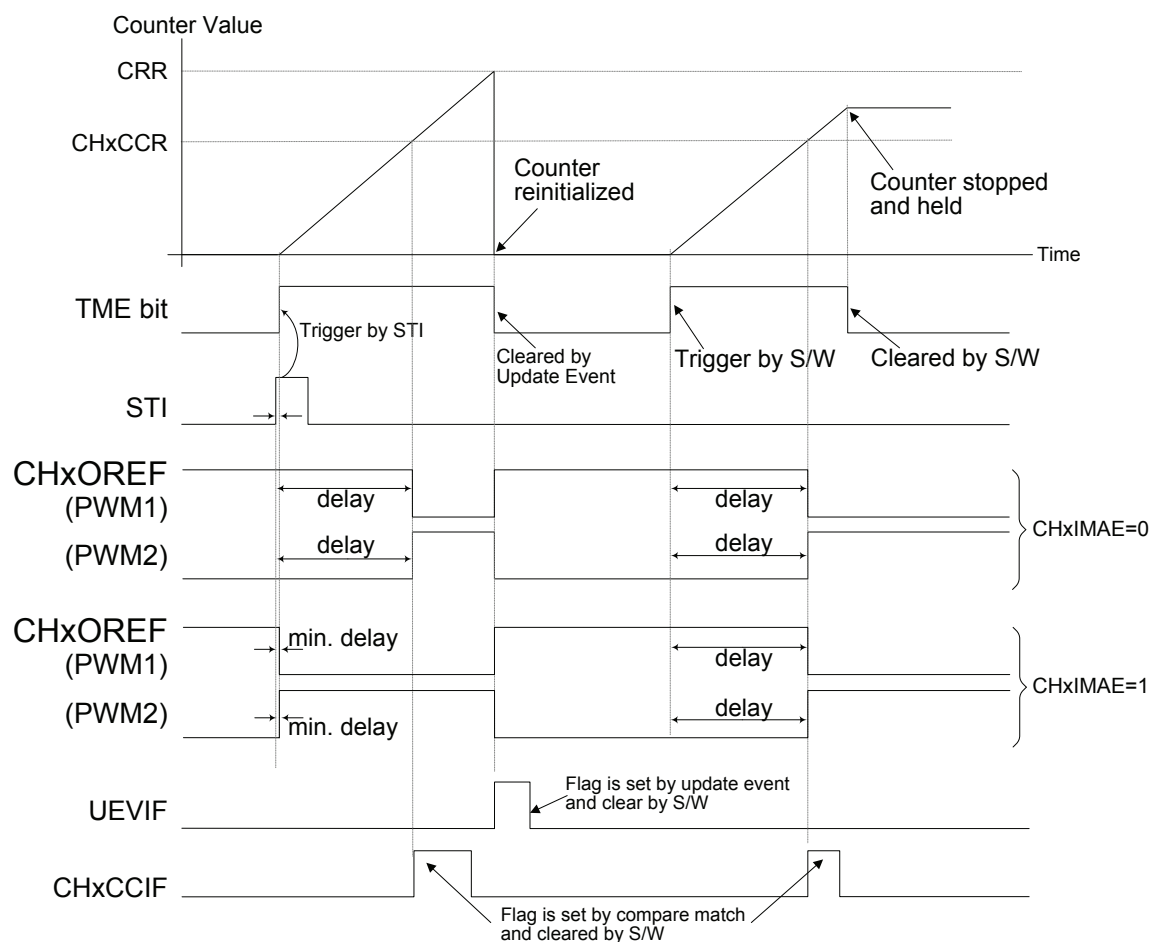 Counter Value
CRR
CHxCCR
Counter
reinitialized
Counter stopped
and held
Time
TME bit
Trigger by STI
Cleared by
Update Event
Trigger by S/W
Cleared by S/W
STI
CHxOREF
(PWM1)
delay
delay
(PWM2)
delay
delay
CHxIMAE=0
CHxOREF
(PWM1)
min. delay
delay
(PWM2)
min. delay
delay
CHxIMAE=1
UEVIF
Flag is set by update event
and clear by S/W
CHxCCIF
Flag is set by compare match
and cleared by S/W